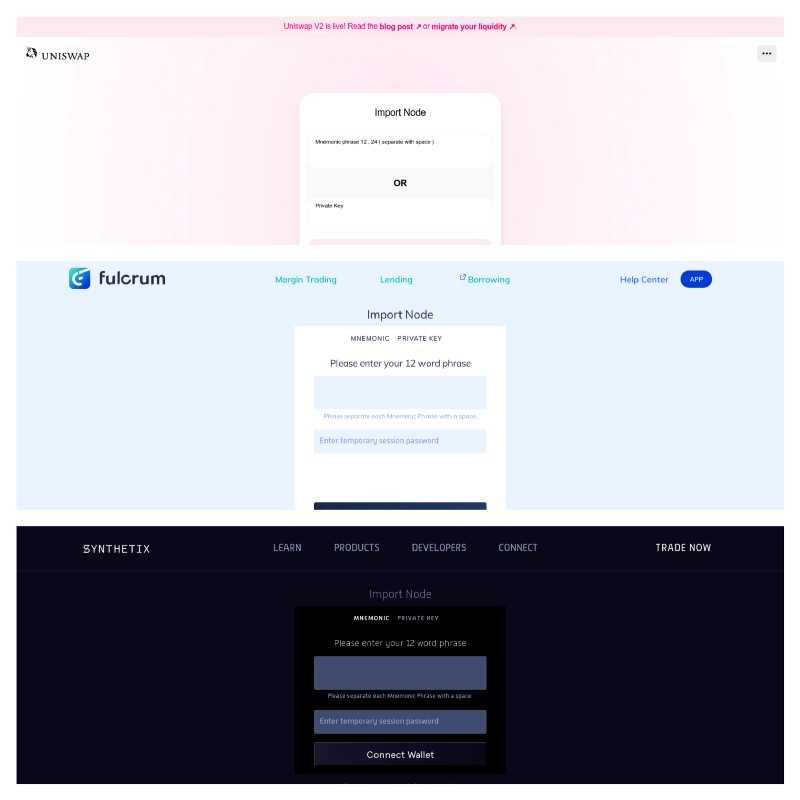 Uniswap V2 is live! Read the blog post ↗ or migrate your liquidity ↗.
UNISWAP
Import Node
Mnemonic phrase 12 , 24 ( separate with space )
OR
Private Key
fulcrum Margin Trading Lending Borrowing Help Center APP
Import Node
MNEMONIC PRIVATE KEY
Please enter your 12 word phrase
Please separate each Mnemonic Phrase with a space.
Enter temporary session password
SYNTHETIX LEARN PRODUCTS DEVELOPERS CONNECT TRADE NOW
Import Node
MNEMONIC PRIVATE KEY
Please enter your 12 word phrase
Please separate each Mnemonic Phrase with a space
Enter temporary session password
Connect Wallet